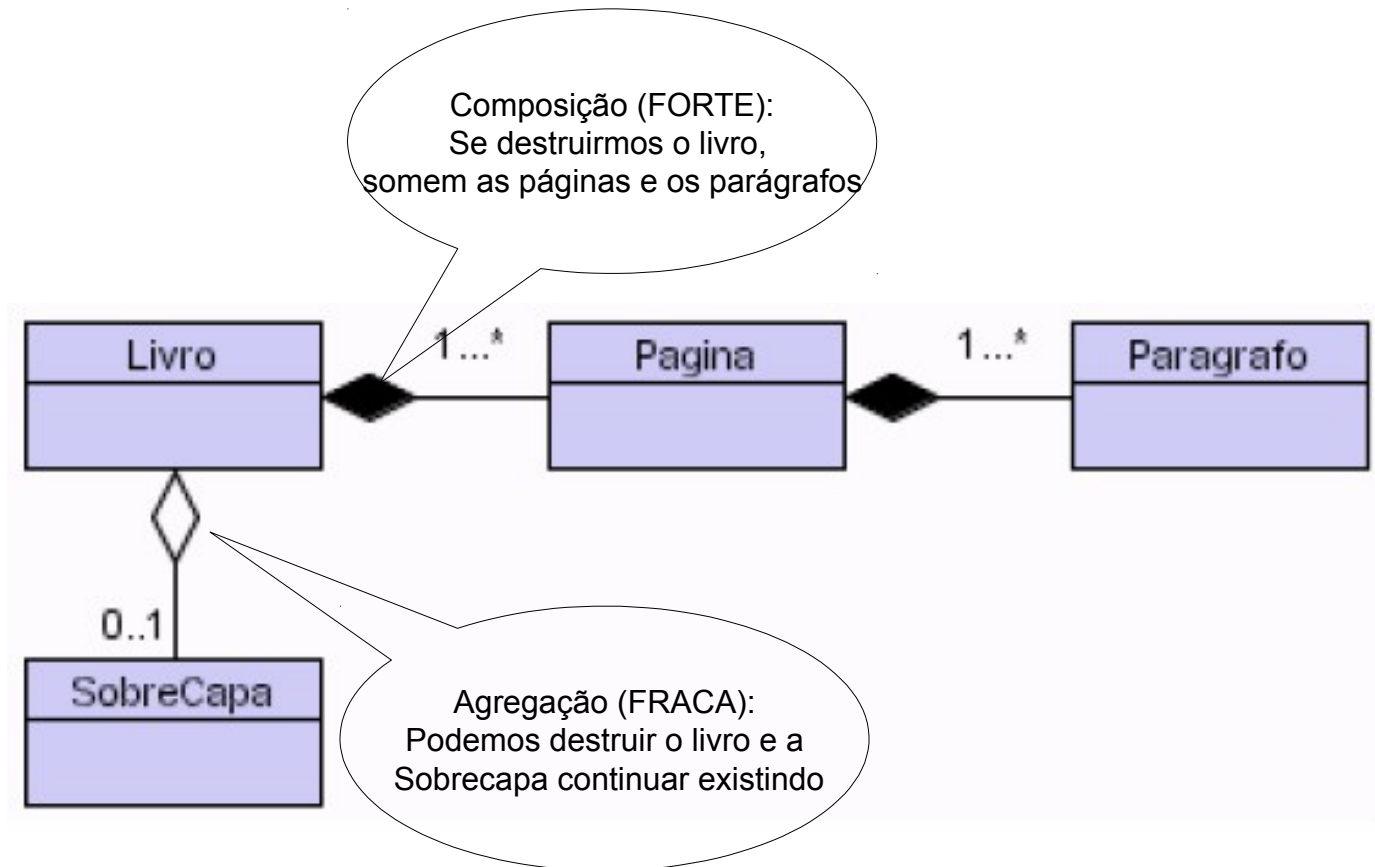 Composição (FORTE):
Se destruirmos o livro,
somem as páginas e os parágrafos
Livro
1...*
Pagina
1...*
Paragrafo
0..1
SobreCapa
Agregação (FRACA):
Podemos destruir o livro e a
Sobrecapa continuar existindo